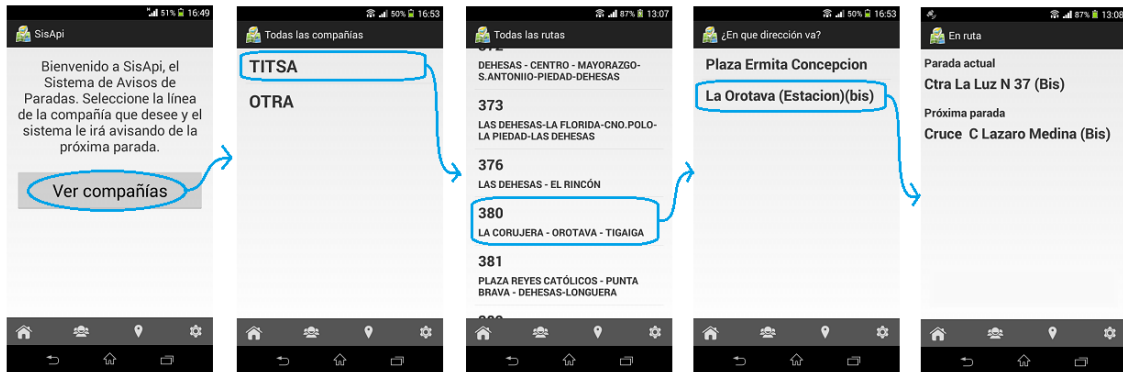 51% 16:49
SisApi
Bienvenido a SisApi, el
Sistema de Avisos de
Paradas. Seleccione la línea
de la compañía que desee y el
sistema le irá avisando de la
próxima parada.
Ver compañías
50% 16:53
Todas las compañías
TITSA
OTRA
87% 13:07
Todas las rutas
372
DEHESAS - CENTRO - MAYORAZGO-
S.ANTONIIO-PIEDAD-DEHESAS
373
LAS DEHESAS-LA FLORIDA-CNO.POLO-
LA PIEDAD-LAS DEHESAS
376
LAS DEHESAS - EL RINCÓN
380
LA CORUJERA - OROTAVA - TIGAIGA
381
PLAZA REYES CATÓLICOS - PUNTA
BRAVA - DEHESAS-LONGUERA
50% 16:53
¿En que dirección va?
Plaza Ermita Concepcion
La Orotava (Estacion)(bis)
87% 13:08
En ruta
Parada actual
Ctra La Luz N 37 (Bis)
Próxima parada
Cruce C Lazaro Medina (Bis)